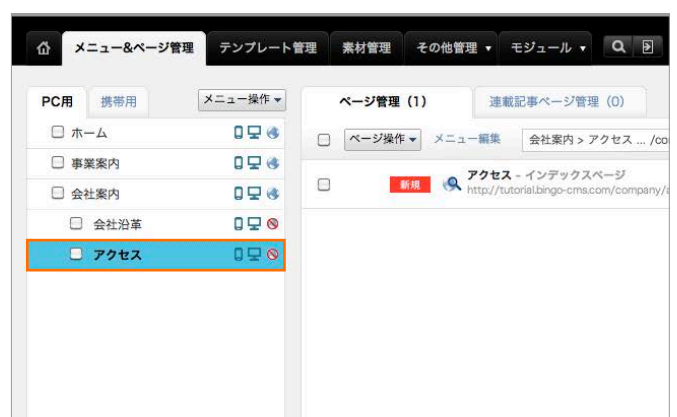 メニュー&ページ管理 テンプレート管理 素材管理 その他管理 ▼ モジュール ▼
PC用 携帯用 メニュー操作▼
ページ管理 (1) 連載記事ページ管理 (0)
ホーム
ページ操作▼ メニュー編集 会社案内 > アクセス ... /co
事業案内
新規 アクセス - インデックスページ
http://tutorial.bingo-cms.com/company/
会社案内
会社沿革
アクセス